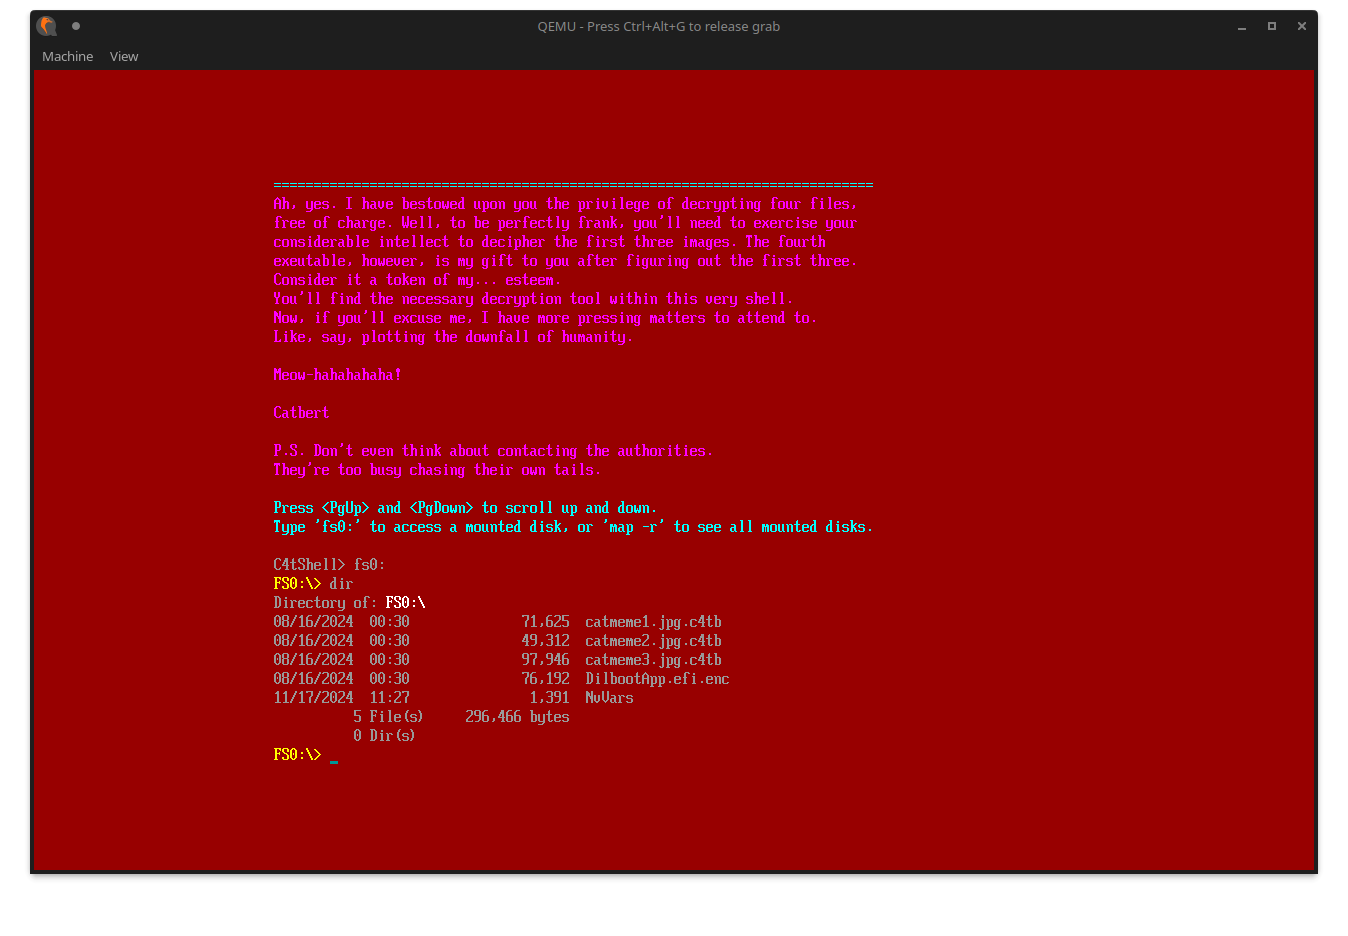 QEMU - Press Ctrl+Alt+G to release grab
Machine View
===========================================================================
Ah, yes. I have bestowed upon you the privilege of decrypting four files,
free of charge. Well, to be perfectly frank, you'll need to exercise your
considerable intellect to decipher the first three images. The fourth
exeutable, however, is my gift to you after figuring out the first three.
Consider it a token of my... esteem.
You'll find the necessary decryption tool within this very shell.
Now, if you'll excuse me, I have more pressing matters to attend to.
Like, say, plotting the downfall of humanity.
Meow-hahahahaha!
Catbert
P.S. Don't even think about contacting the authorities.
They're too busy chasing their own tails.
Press <PgUp> and <PgDown> to scroll up and down.
Type 'fs0:' to access a mounted disk, or 'map -r' to see all mounted disks.
C4tShell> fs0:
FS0:\> dir
Directory of: FS0:\
08/16/2024  00:30              71,625  catmeme1.jpg.c4tb
08/16/2024  00:30              49,312  catmeme2.jpg.c4tb
08/16/2024  00:30              97,946  catmeme3.jpg.c4tb
08/16/2024  00:30              76,192  DilbootApp.efi.enc
11/17/2024  11:27               1,391  NvVars
5 File(s)     296,466 bytes
0 Dir(s)
FS0:\> _